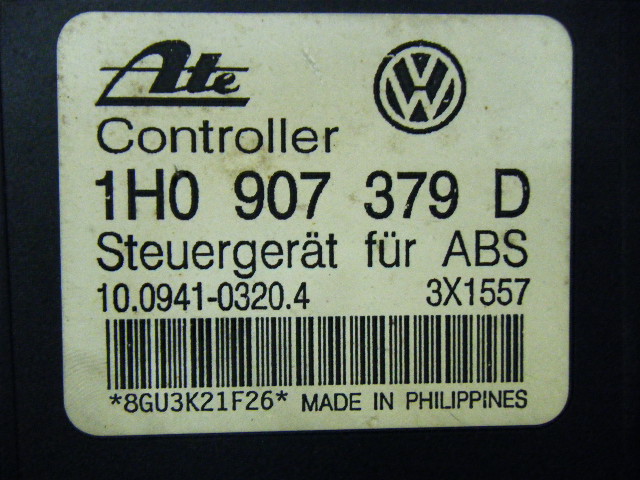 Ate VW
Controller
1H0 907 379 D
Steuergerät für ABS
10.0941-0320.4 3X1557
*8GU3K21F26* MADE IN PHILIPPINES